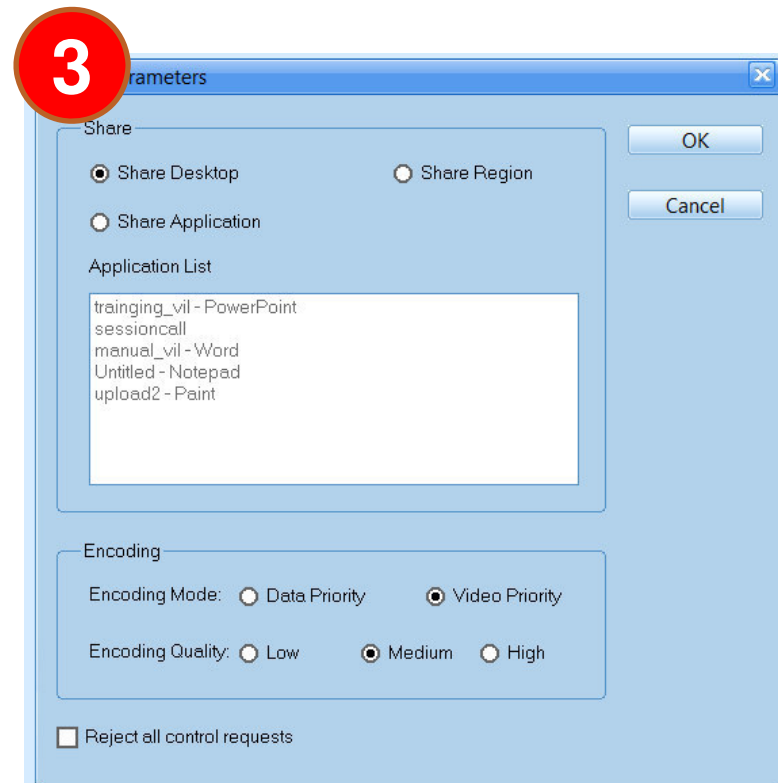 3
rameters
Share
OK
Share Desktop Share Region
Cancel
Share Application
Application List
trainging_vil - PowerPoint
sessioncall
manual_vil - Word
Untitled - Notepad
upload2 - Paint
Encoding
Encoding Mode: Data Priority Video Priority
Encoding Quality: Low Medium High
Reject all control requests